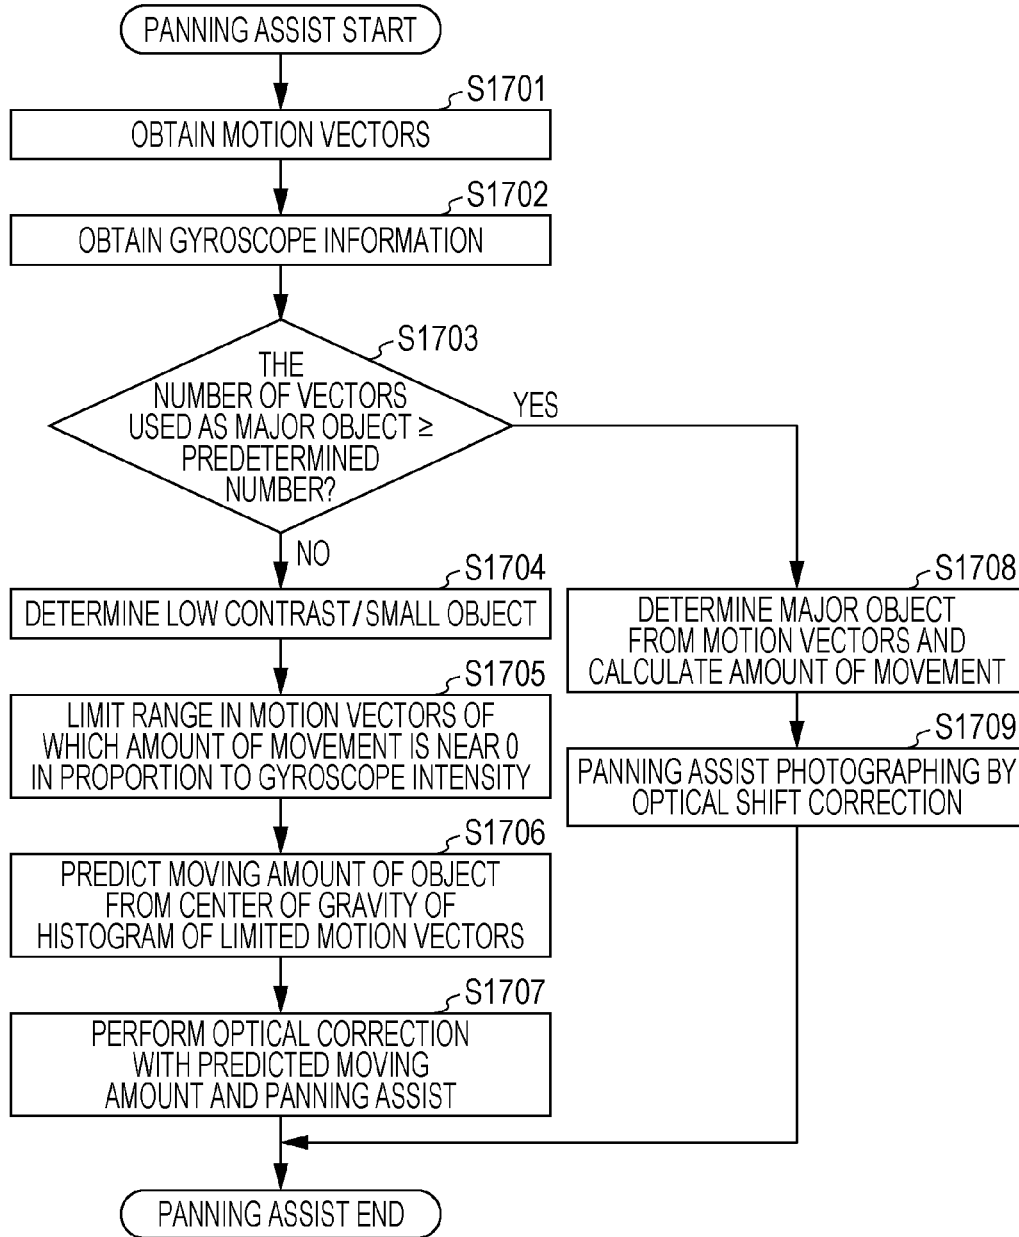 PANNING ASSIST START
S1701
OBTAIN MOTION VECTORS
S1702
OBTAIN GYROSCOPE INFORMATION
S1703
THE
NUMBER OF VECTORS
USED AS MAJOR OBJECT ≥
PREDETERMINED
NUMBER?
YES
NO
S1704
DETERMINE LOW CONTRAST / SMALL OBJECT
S1705
LIMIT RANGE IN MOTION VECTORS OF
WHICH AMOUNT OF MOVEMENT IS NEAR 0
IN PROPORTION TO GYROSCOPE INTENSITY
S1706
PREDICT MOVING AMOUNT OF OBJECT
FROM CENTER OF GRAVITY OF
HISTOGRAM OF LIMITED MOTION VECTORS
S1707
PERFORM OPTICAL CORRECTION
WITH PREDICTED MOVING
AMOUNT AND PANNING ASSIST
S1708
DETERMINE MAJOR OBJECT
FROM MOTION VECTORS AND
CALCULATE AMOUNT OF MOVEMENT
S1709
PANNING ASSIST PHOTOGRAPHING BY
OPTICAL SHIFT CORRECTION
PANNING ASSIST END